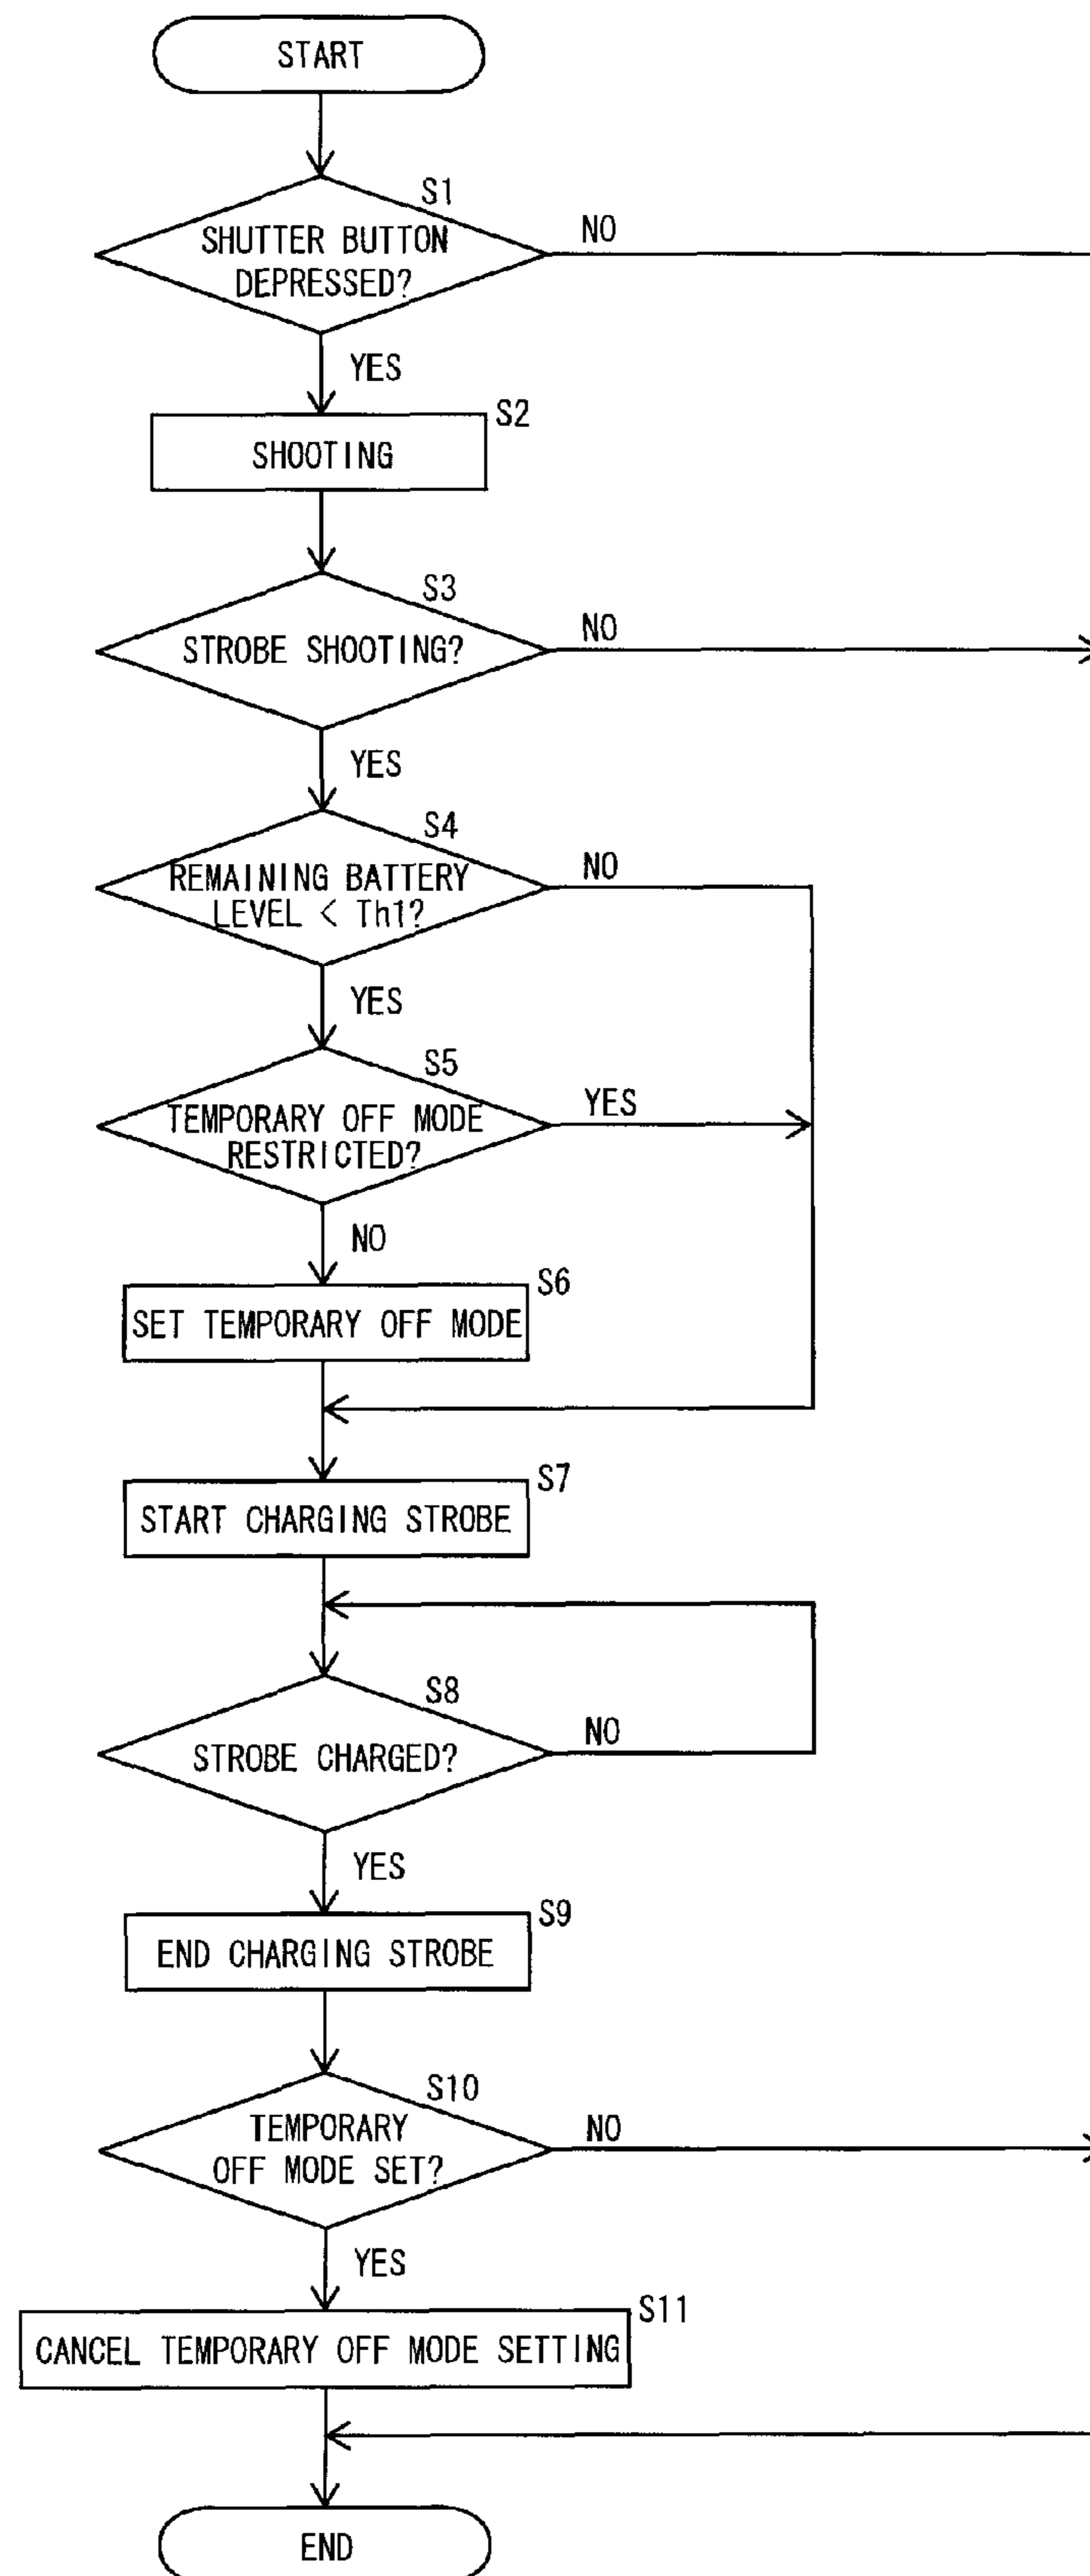 START
S1
SHUTTER BUTTON
DEPRESSED?
NO
YES
S2
SHOOTING
S3
STROBE SHOOTING?
NO
YES
S4
REMAINING BATTERY
LEVEL < Th1?
NO
YES
S5
TEMPORARY OFF MODE
RESTRICTED?
YES
NO
S6
SET TEMPORARY OFF MODE
S7
START CHARGING STROBE
S8
STROBE CHARGED?
NO
YES
S9
END CHARGING STROBE
S10
TEMPORARY
OFF MODE SET?
NO
YES
S11
CANCEL TEMPORARY OFF MODE SETTING
END